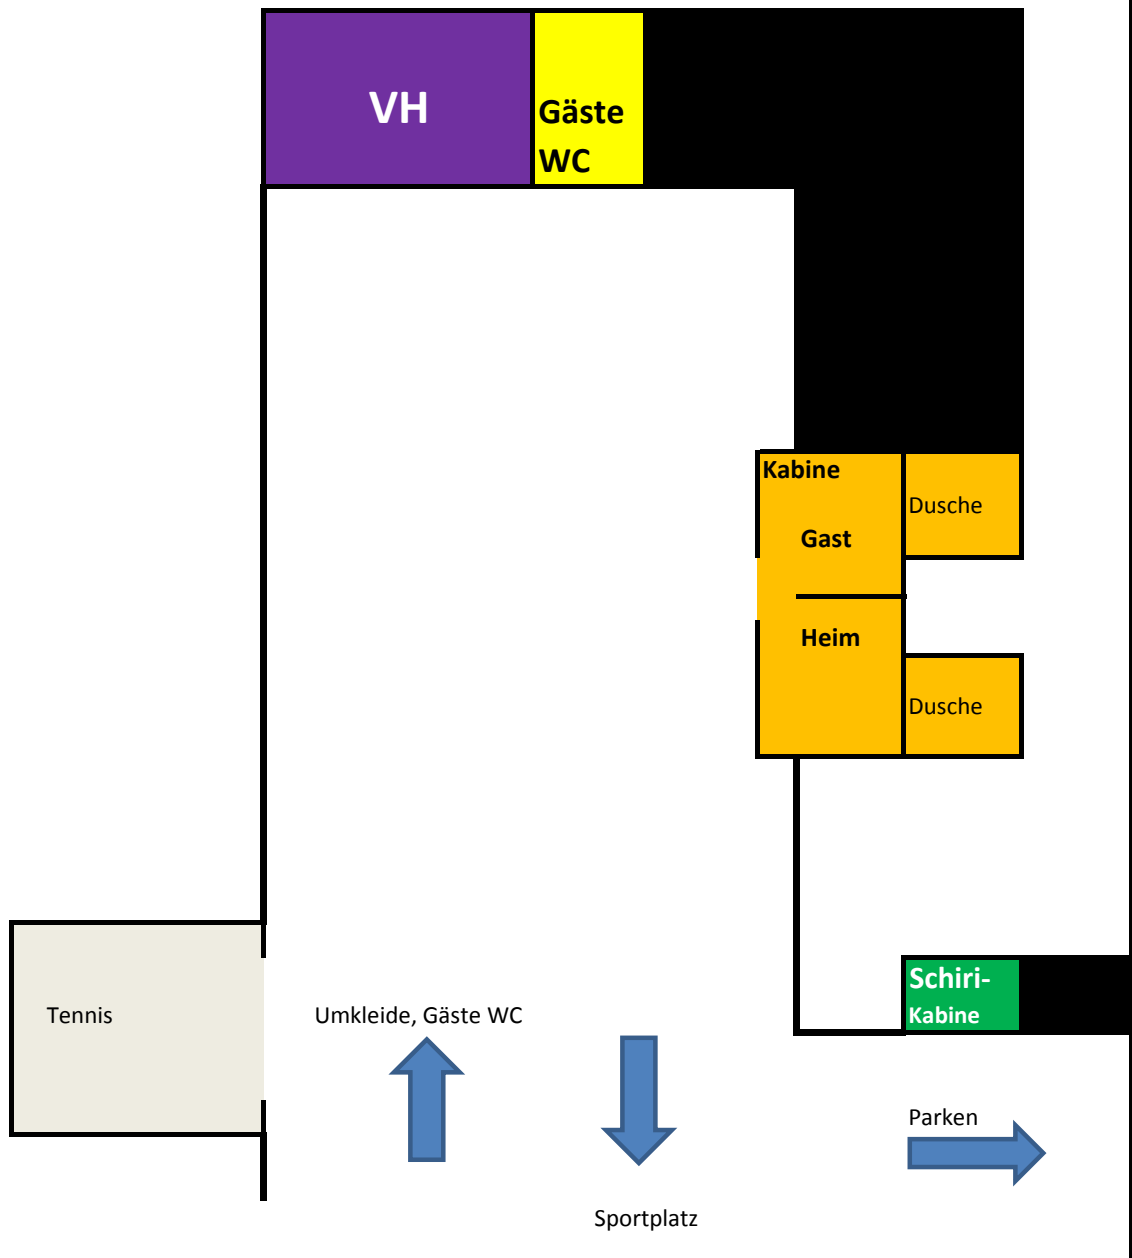 VH
Gäste
WC
Kabine
Dusche
Gast
Heim
Dusche
Schiri-
Kabine
Tennis
Umkleide, Gäste WC
Parken
Sportplatz